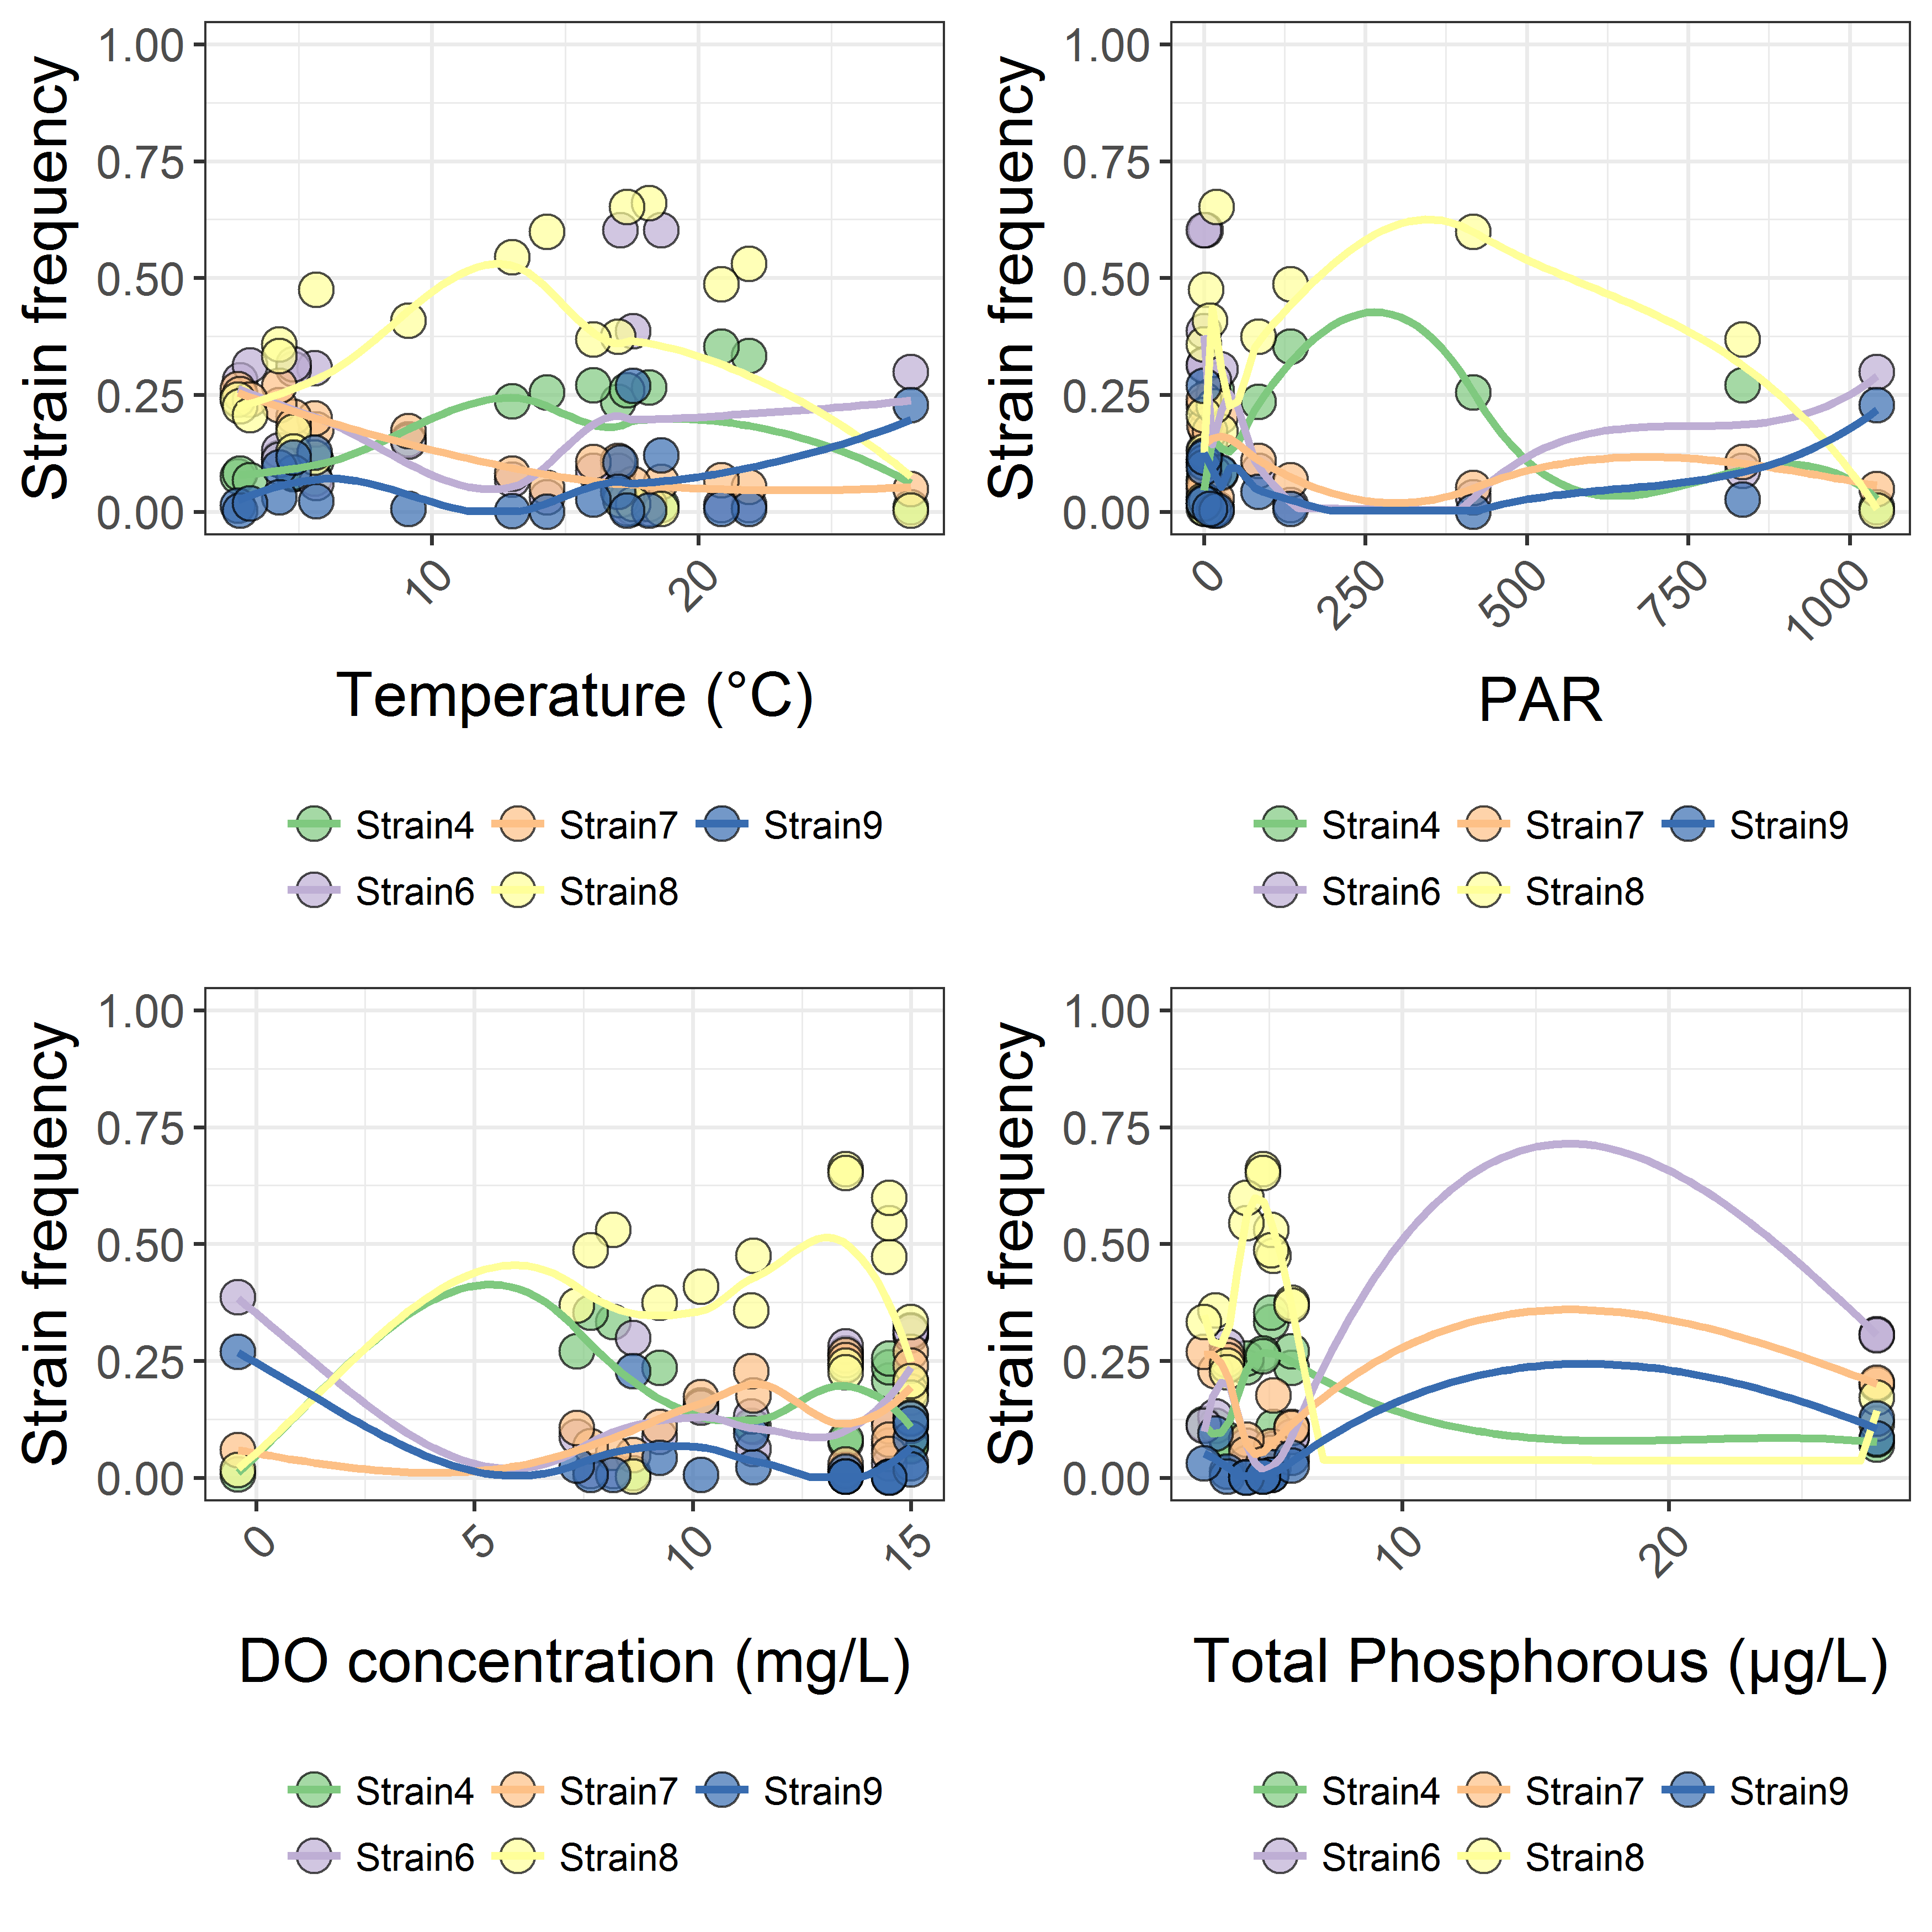 Strain frequency
1.00
0.75
0.50
0.25
0.00
10 20
Temperature (°C)
Strain4 Strain7 Strain9
Strain6 Strain8
Strain frequency
1.00
0.75
0.50
0.25
0.00
0 250 500 750 1000
PAR
Strain4 Strain7 Strain9
Strain6 Strain8
Strain frequency
1.00
0.75
0.50
0.25
0.00
0 5 10 15
DO concentration (mg/L)
Strain4 Strain7 Strain9
Strain6 Strain8
Strain frequency
1.00
0.75
0.50
0.25
0.00
10 20
Total Phosphorous (µg/L)
Strain4 Strain7 Strain9
Strain6 Strain8